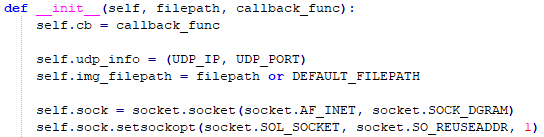 def __init__(self, filepath, callback_func):
self.cb = callback_func
self.udp_info = (UDP_IP, UDP_PORT)
self.img_filepath = filepath or DEFAULT_FILEPATH
self.sock = socket.socket(socket.AF_INET, socket.SOCK_DGRAM)
self.sock.setsockopt(socket.SOL_SOCKET, socket.SO_REUSEADDR, 1)